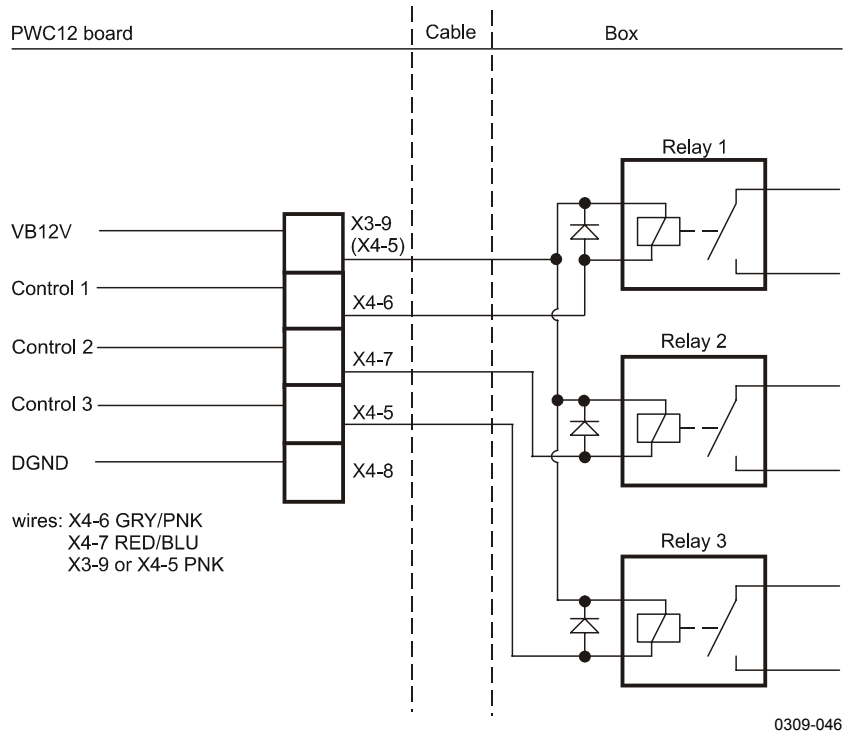 PWC12 board
Cable
Box
Relay 1
VB12V
X3-9
(X4-5)
Control 1
X4-6
Control 2
X4-7
Relay 2
Control 3
X4-5
DGND
X4-8
wires: X4-6 GRY/PNK
X4-7 RED/BLU
X3-9 or X4-5 PNK
Relay 3
0309-046